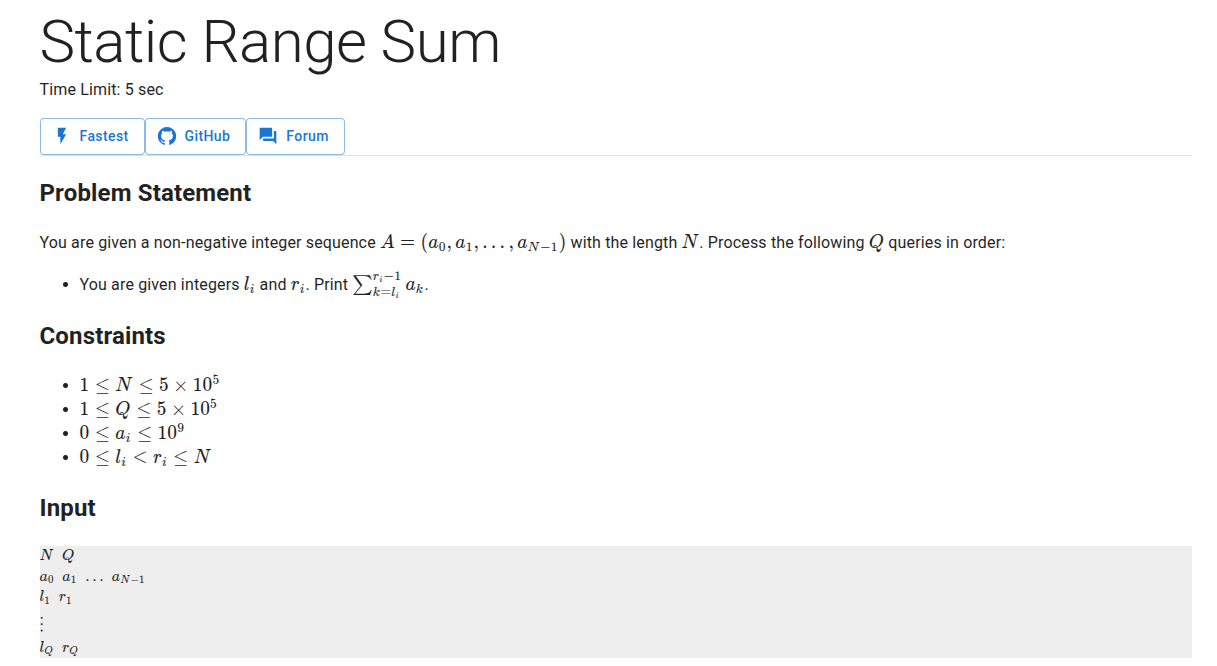 Static Range Sum
Time Limit: 5 sec
Fastest GitHub Forum
Problem Statement
You are given a non-negative integer sequence $A = (a_0, a_1, \ldots, a_{N-1})$ with the length $N$. Process the following $Q$ queries in order:
• You are given integers $l_i$ and $r_i$. Print $\sum_{k=l_i}^{r_i-1} a_k$.
Constraints
• $1 \leq N \leq 5 \times 10^5$
• $1 \leq Q \leq 5 \times 10^5$
• $0 \leq a_i \leq 10^9$
• $0 \leq l_i < r_i \leq N$
Input
$N$ $Q$
$a_0$ $a_1$ $\ldots$ $a_{N-1}$
$l_1$ $r_1$
⋮
$l_Q$ $r_Q$